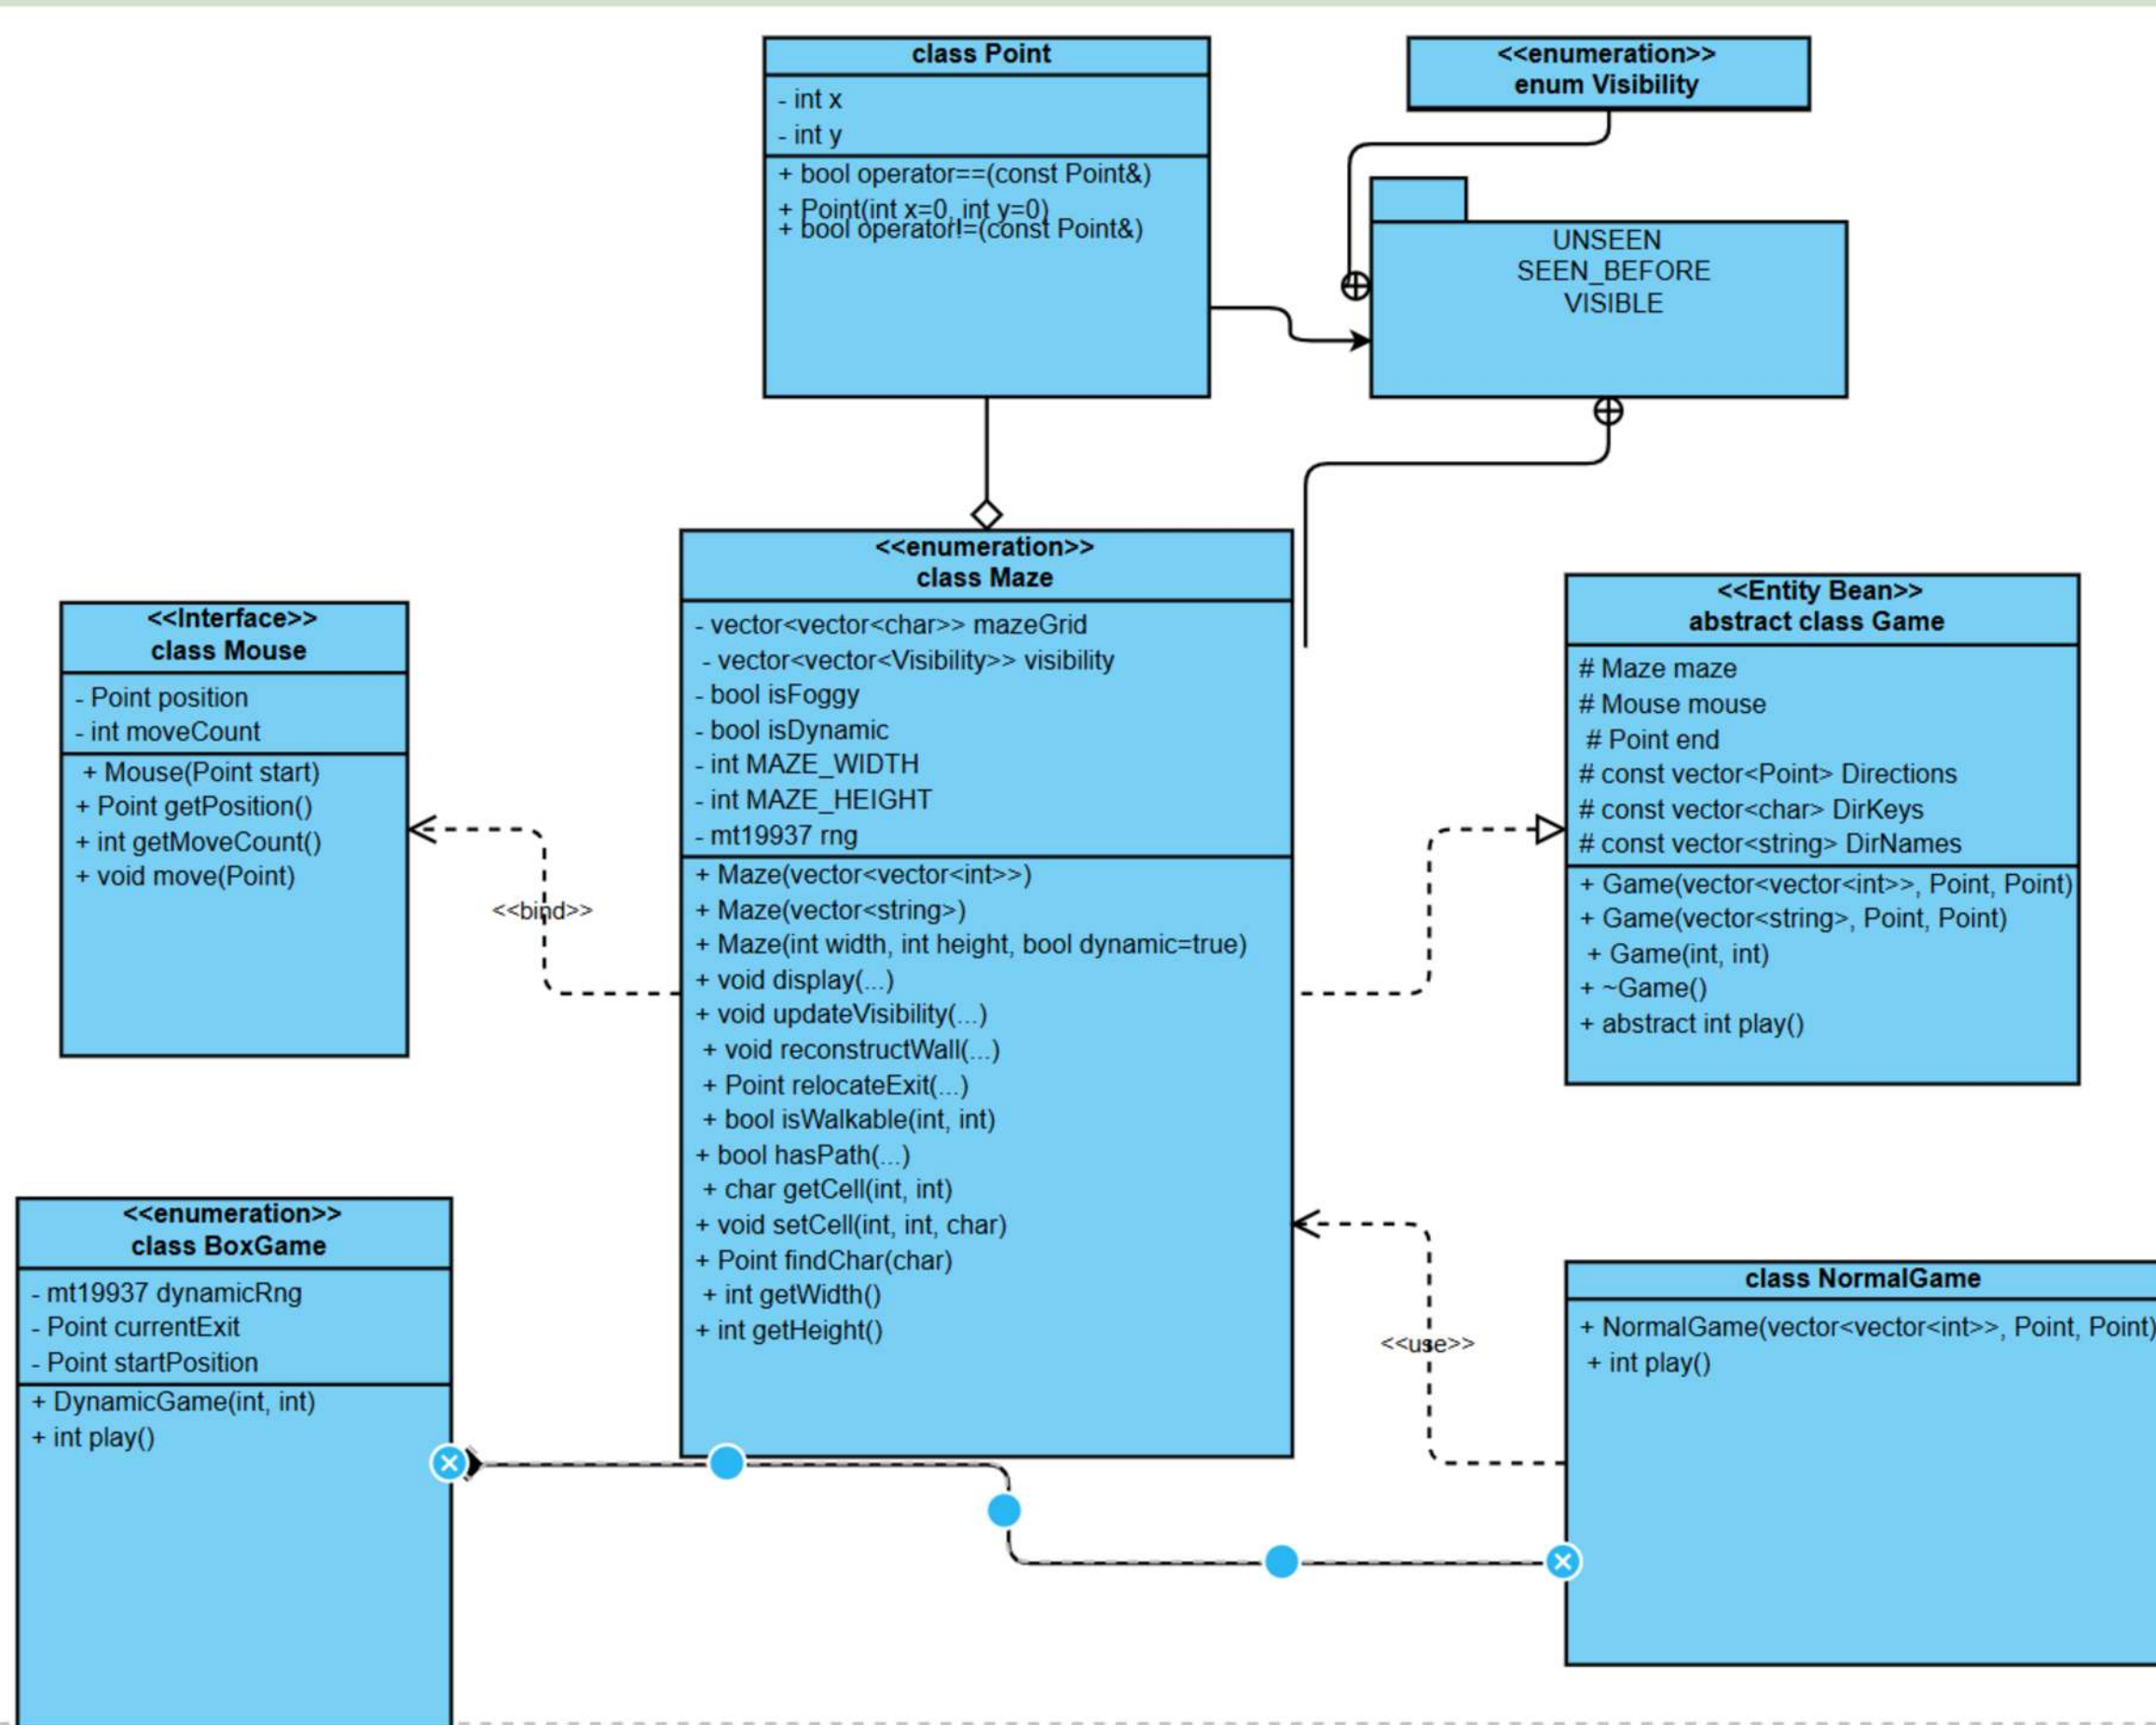 class Point
- int x
- int y
+ bool operator==(const Point&)
+ Point(int x=0, int y=0)
+ bool operator!=(const Point&)
<<enumeration>>
enum Visibility
UNSEEN
SEEN_BEFORE
VISIBLE
<<Interface>>
class Mouse
- Point position
- int moveCount
+ Mouse(Point start)
+ Point getPosition()
+ int getMoveCount()
+ void move(Point)
<<bind>>
<<enumeration>>
class Maze
- vector<vector<char>> mazeGrid
- vector<vector<Visibility>> visibility
- bool isFoggy
- bool isDynamic
- int MAZE_WIDTH
- int MAZE_HEIGHT
- mt19937 rng
+ Maze(vector<vector<int>>)
+ Maze(vector<string>)
+ Maze(int width, int height, bool dynamic=true)
+ void display(...)
+ void updateVisibility(...)
+ void reconstructWall(...)
+ Point relocateExit(...)
+ bool isWalkable(int, int)
+ bool hasPath(...)
+ char getCell(int, int)
+ void setCell(int, int, char)
+ Point findChar(char)
+ int getWidth()
+ int getHeight()
<<Entity Bean>>
abstract class Game
# Maze maze
# Mouse mouse
# Point end
# const vector<Point> Directions
# const vector<char> DirKeys
# const vector<string> DirNames
+ Game(vector<vector<int>>, Point, Point)
+ Game(vector<string>, Point, Point)
+ Game(int, int)
+ ~Game()
+ abstract int play()
<<enumeration>>
class BoxGame
- mt19937 dynamicRng
- Point currentExit
- Point startPosition
+ DynamicGame(int, int)
+ int play()
<<use>>
class NormalGame
+ NormalGame(vector<vector<int>>, Point, Point)
+ int play()